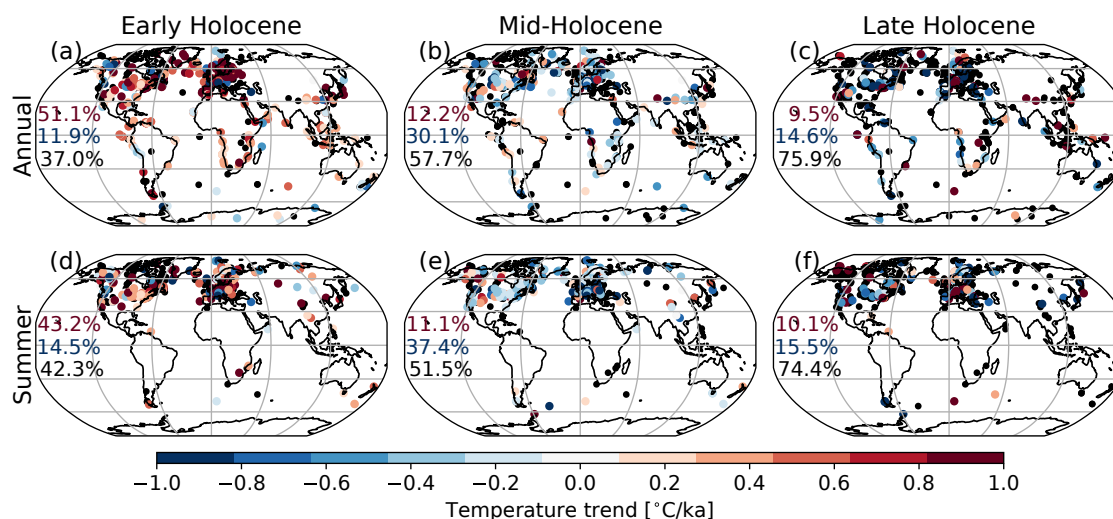 Early Holocene Mid-Holocene Late Holocene
(a) (b) (c)
Annual
51.1% 12.2% 9.5%
11.9% 30.1% 14.6%
37.0% 57.7% 75.9%
(d) (e) (f)
Summer
43.2% 11.1% 10.1%
14.5% 37.4% 15.5%
42.3% 51.5% 74.4%
−1.0 −0.8 −0.6 −0.4 −0.2 0.0 0.2 0.4 0.6 0.8 1.0
Temperature trend [°C/ka]